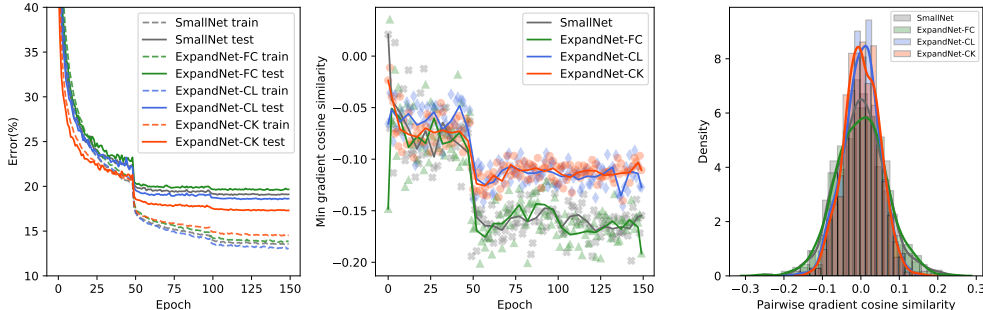 40
35
30
25
20
15
10
Error(%)
0
25
50
75
100
125
150
Epoch
SmallNet train
SmallNet test
ExpandNet-FC train
ExpandNet-FC test
ExpandNet-CL train
ExpandNet-CL test
ExpandNet-CK train
ExpandNet-CK test
0.00
−0.05
−0.10
−0.15
−0.20
Min gradient cosine similarity
0
25
50
75
100
125
150
Epoch
SmallNet
ExpandNet-FC
ExpandNet-CL
ExpandNet-CK
8
6
4
2
0
Density
−0.3
−0.2
−0.1
0.0
0.1
0.2
0.3
Pairwise gradient cosine similarity
SmallNet
ExpandNet-FC
ExpandNet-CL
ExpandNet-CK